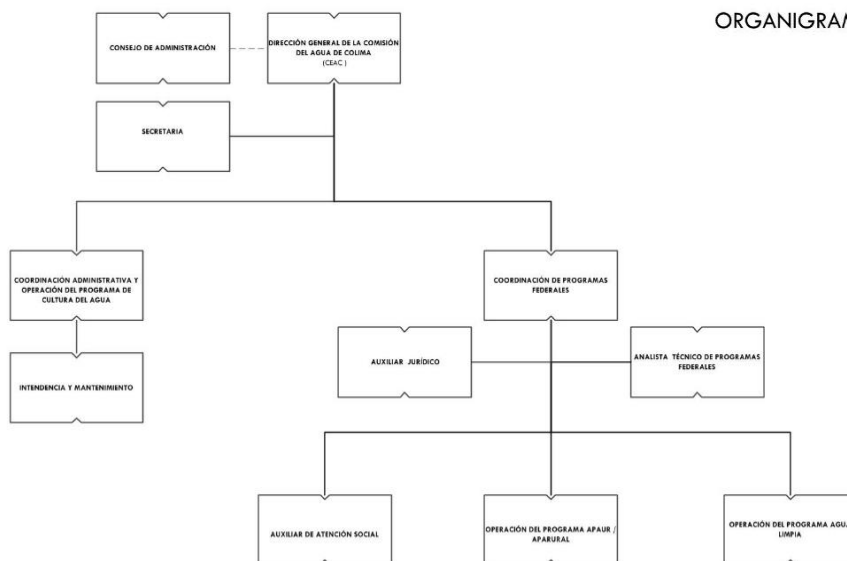 ORGANIGRAM
CONSEJO DE ADMINISTRACIÓN
DIRECCIÓN GENERAL DE LA COMISIÓN
DEL AGUA DE COLIMA
(CEAC )
SECRETARIA
COORDINACIÓN ADMINISTRATIVA Y
OPERACIÓN DEL PROGRAMA DE
CULTURA DEL AGUA
COORDINACIÓN DE PROGRAMAS
FEDERALES
INTENDENCIA Y MANTENIMIENTO
AUXILIAR JURÍDICO
ANALISTA TÉCNICO DE PROGRAMAS
FEDERALES
AUXILIAR DE ATENCIÓN SOCIAL
OPERACIÓN DEL PROGRAMA APAUR /
APARURAL
OPERACIÓN DEL PROGRAMA AGUA
LIMPIA